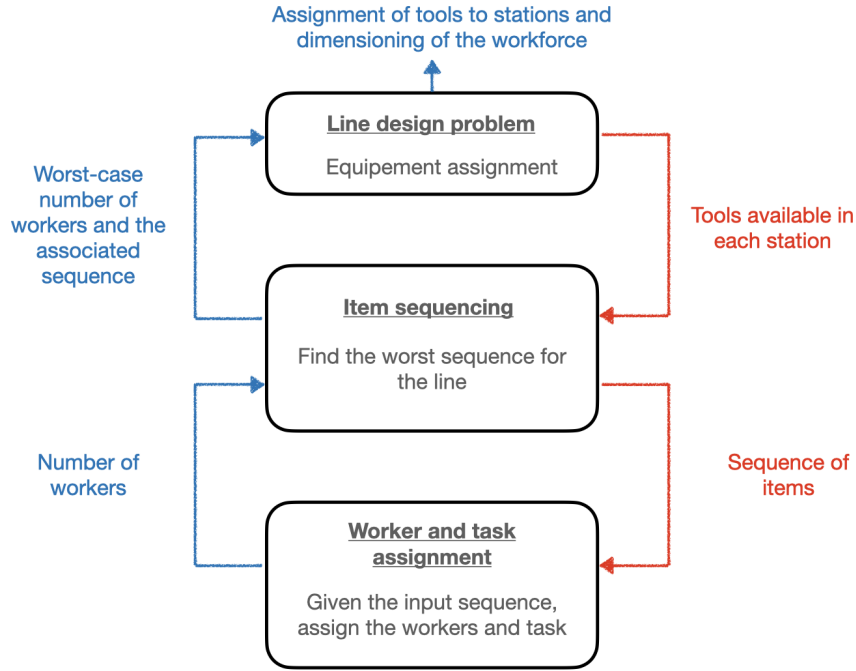 Assignment of tools to stations and
dimensioning of the workforce
Line design problem
Equipement assignment
Worst-case
number of
workers and the
associated
sequence
Tools available in
each station
Item sequencing
Find the worst sequence for
the line
Number of
workers
Sequence of
items
Worker and task
assignment
Given the input sequence,
assign the workers and task